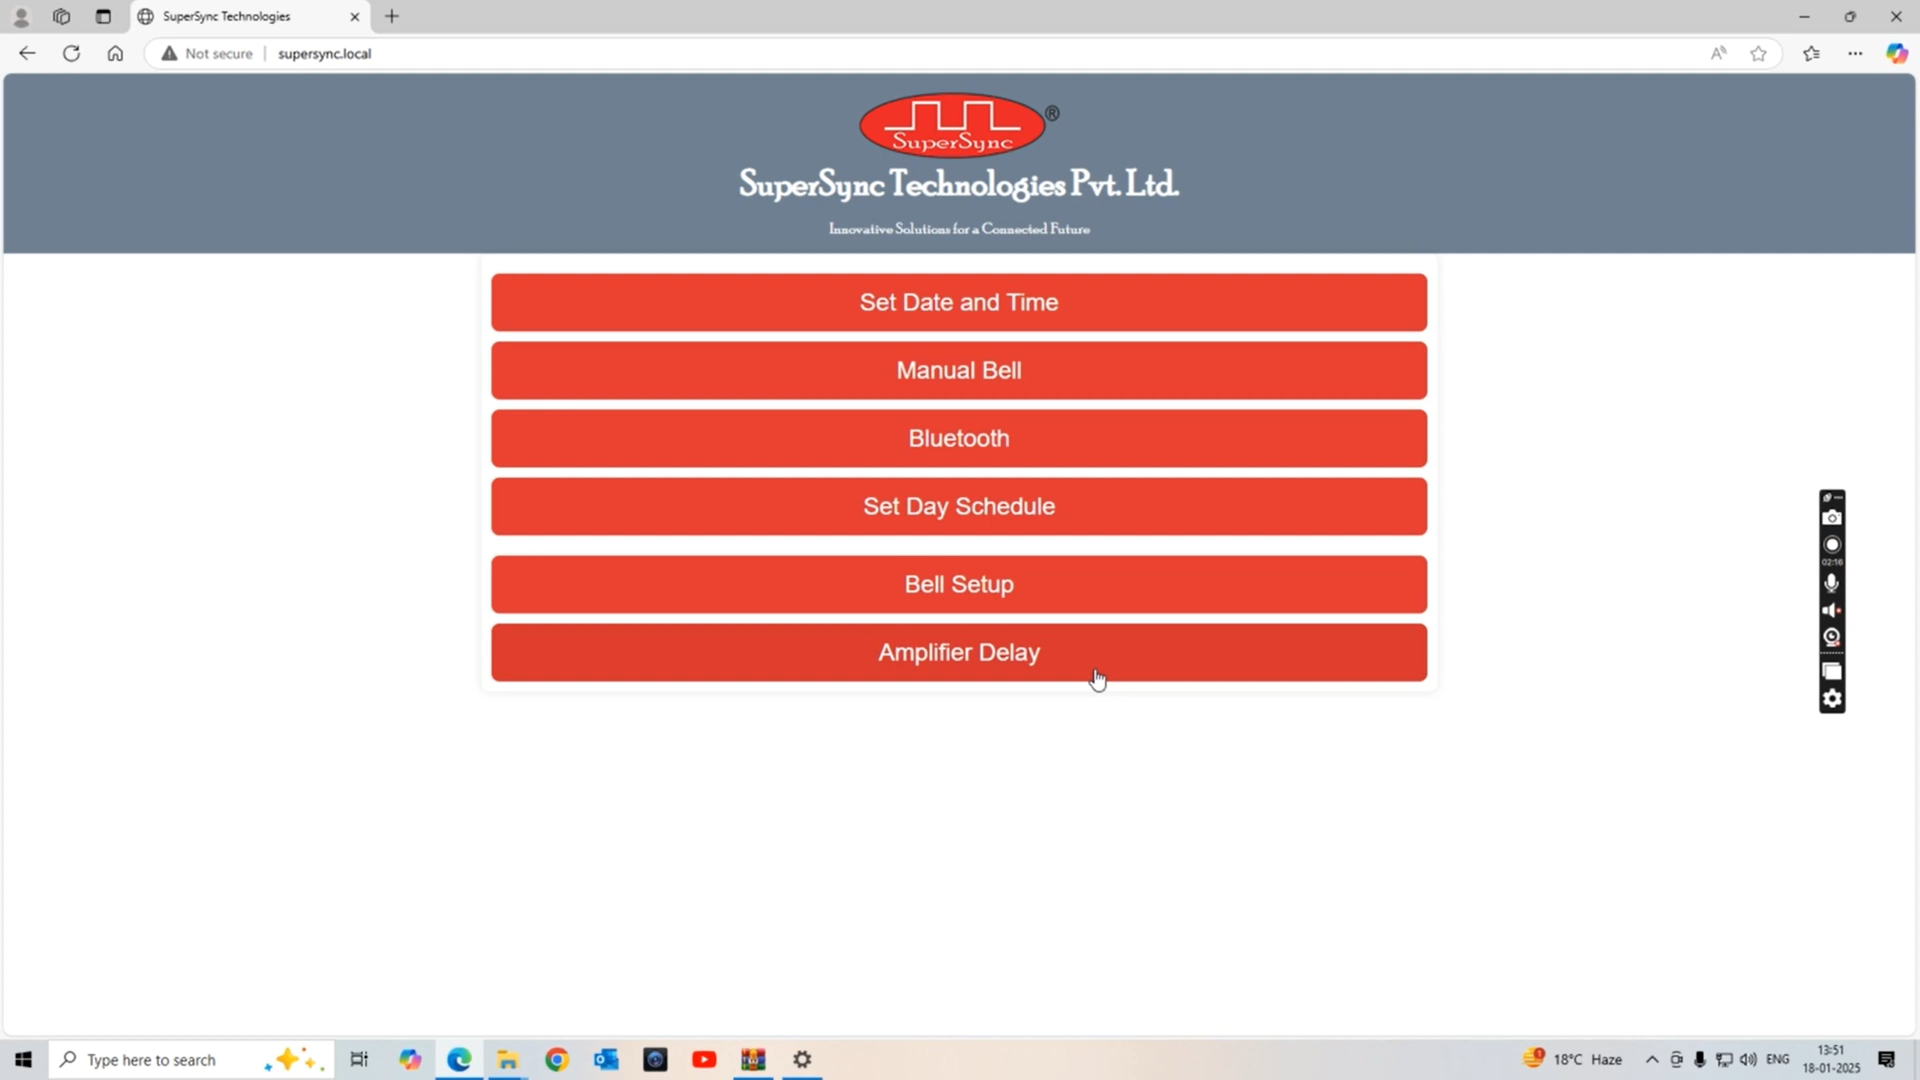 SuperSync Technologies
Not secure
supersync.local
SuperSync
®
SuperSync Technologies Pvt. Ltd.
Innovative Solutions for a Connected Future
Set Date and Time
Manual Bell
Bluetooth
Set Day Schedule
Bell Setup
Amplifier Delay
02:16
Type here to search
18°C Haze
ENG
13:51
18-01-2025